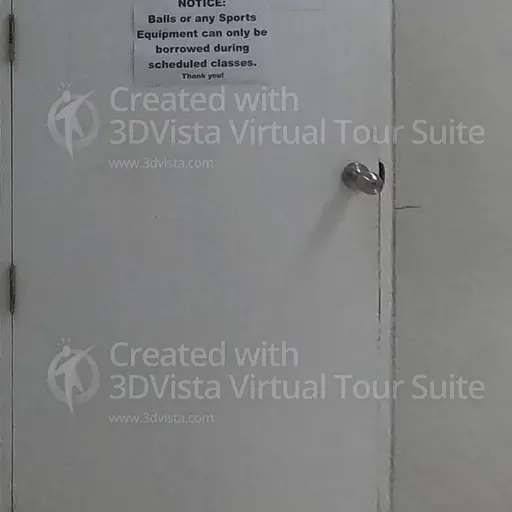 NOTICE:
Balls or any Sports
Equipment can only be
borrowed during
scheduled classes.
Thank you!
Created with
3DVista Virtual Tour Suite
www.3dvista.com
Created with
3DVista Virtual Tour Suite
www.3dvista.com